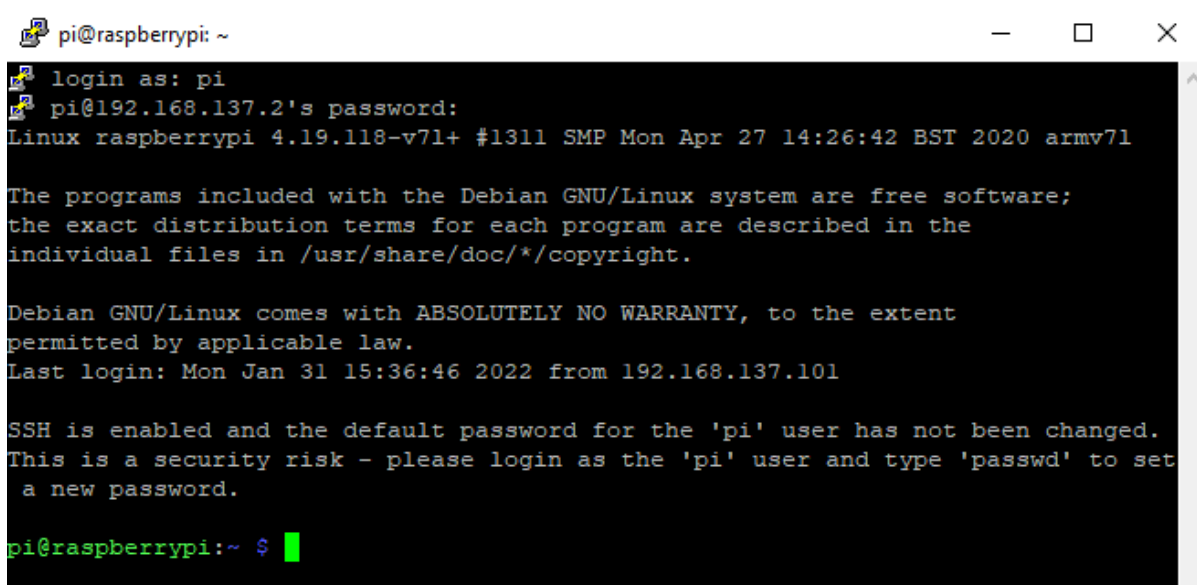 pi@raspberrypi: ~
login as: pi
pi@192.168.137.2's password:
Linux raspberrypi 4.19.118-v7l+ #1311 SMP Mon Apr 27 14:26:42 BST 2020 armv7l
The programs included with the Debian GNU/Linux system are free software;
the exact distribution terms for each program are described in the
individual files in /usr/share/doc/*/copyright.
Debian GNU/Linux comes with ABSOLUTELY NO WARRANTY, to the extent
permitted by applicable law.
Last login: Mon Jan 31 15:36:46 2022 from 192.168.137.101
SSH is enabled and the default password for the 'pi' user has not been changed.
This is a security risk - please login as the 'pi' user and type 'passwd' to set
 a new password.
pi@raspberrypi:~ $